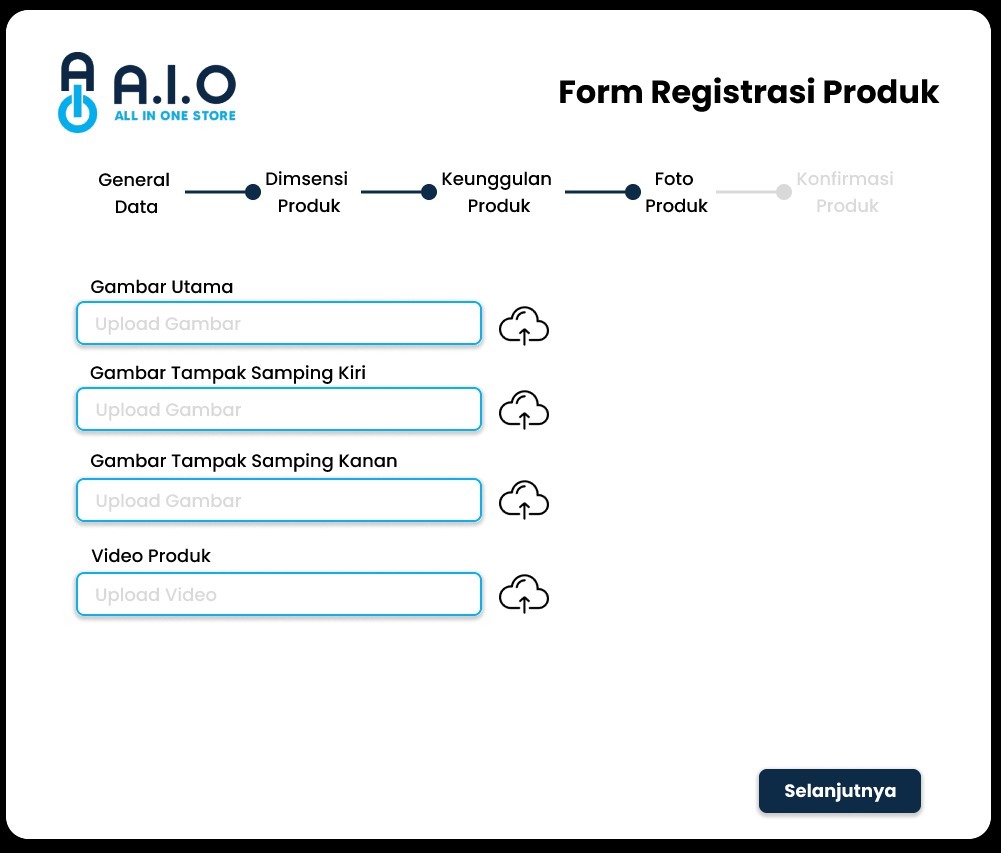 A.I.O
ALL IN ONE STORE
Form Registrasi Produk
General
Data
Dimsensi
Produk
Keunggulan
Produk
Foto
Produk
Konfirmasi
Produk
Gambar Utama
Upload Gambar
Gambar Tampak Samping Kiri
Upload Gambar
Gambar Tampak Samping Kanan
Upload Gambar
Video Produk
Upload Video
Selanjutnya